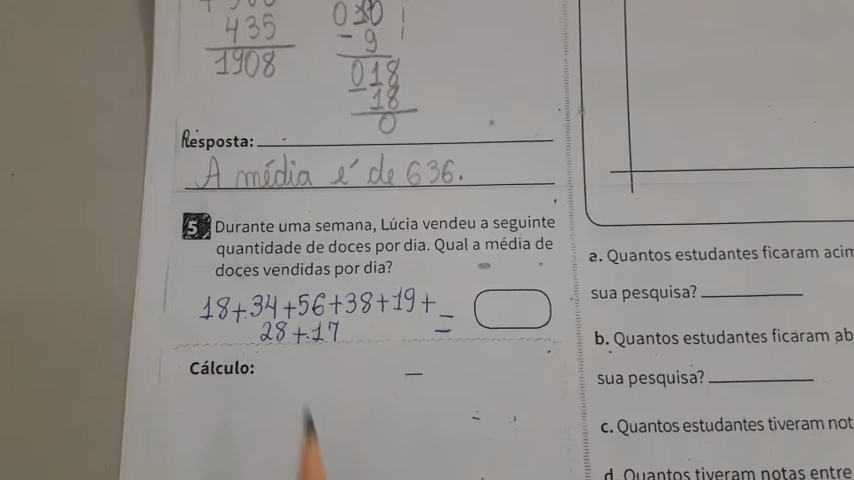 435
1908
- 9
018
- 18
0
Resposta:
A média é de 636.
5 Durante uma semana, Lúcia vendeu a seguinte
quantidade de doces por dia. Qual a média de
doces vendidas por dia?
18+34+56+38+19+
28+17
=
Cálculo:
a. Quantos estudantes ficaram acim
sua pesquisa?
b. Quantos estudantes ficaram ab
sua pesquisa?
c. Quantos estudantes tiveram not
d. Quantos tiveram notas entre